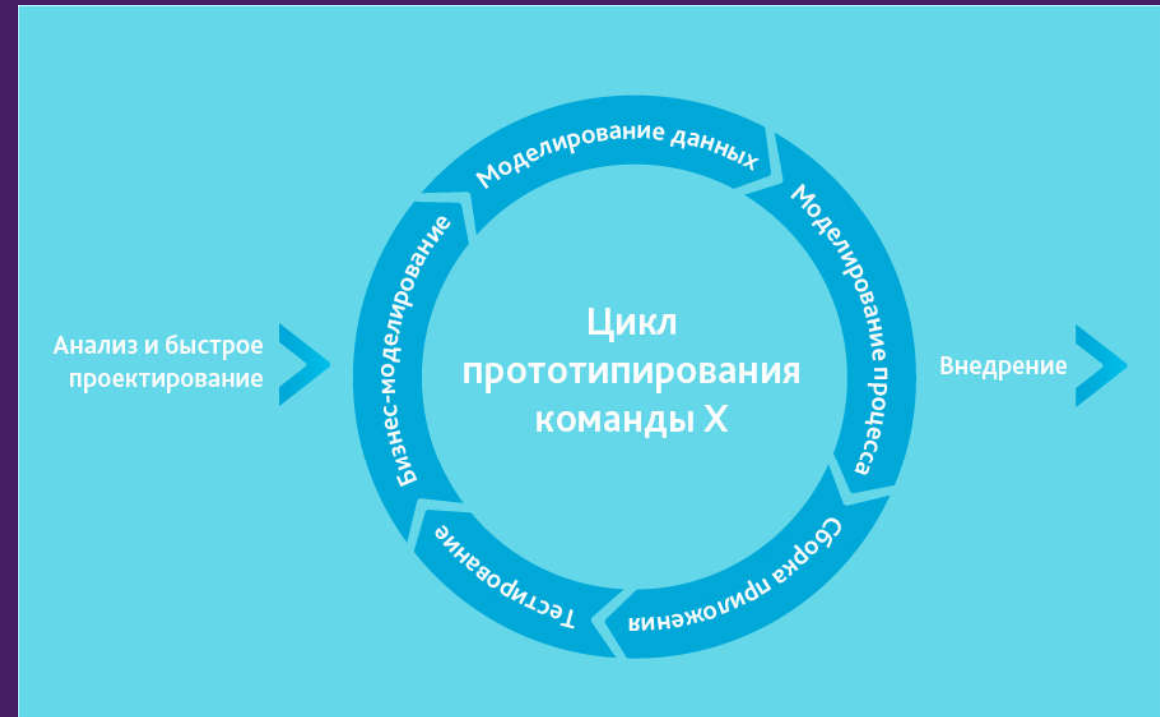 Анализ и быстрое
проектирование
Бизнес-моделирование
Моделирование данных
Моделирование процесса
Сборка приложения
Тестирование
Цикл
прототипирования
команды X
Внедрение